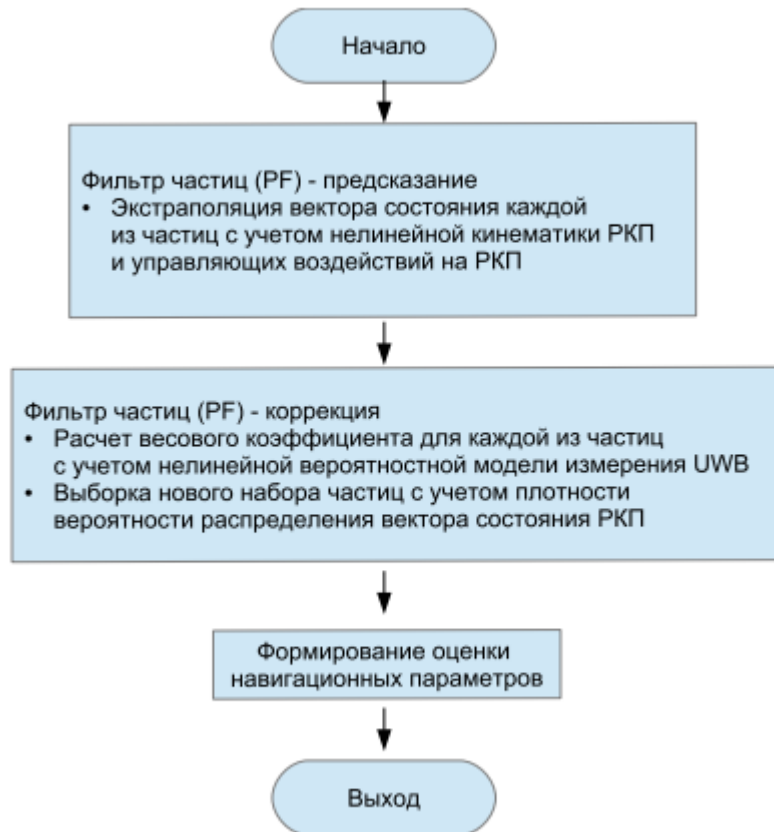 Начало
Фильтр частиц (PF) - предсказание
• Экстраполяция вектора состояния каждой
из частиц с учетом нелинейной кинематики РКП
и управляющих воздействий на РКП
Фильтр частиц (PF) - коррекция
• Расчет весового коэффициента для каждой из частиц
с учетом нелинейной вероятностной модели измерения UWB
• Выборка нового набора частиц с учетом плотности
вероятности распределения вектора состояния РКП
Формирование оценки
навигационных параметров
Выход